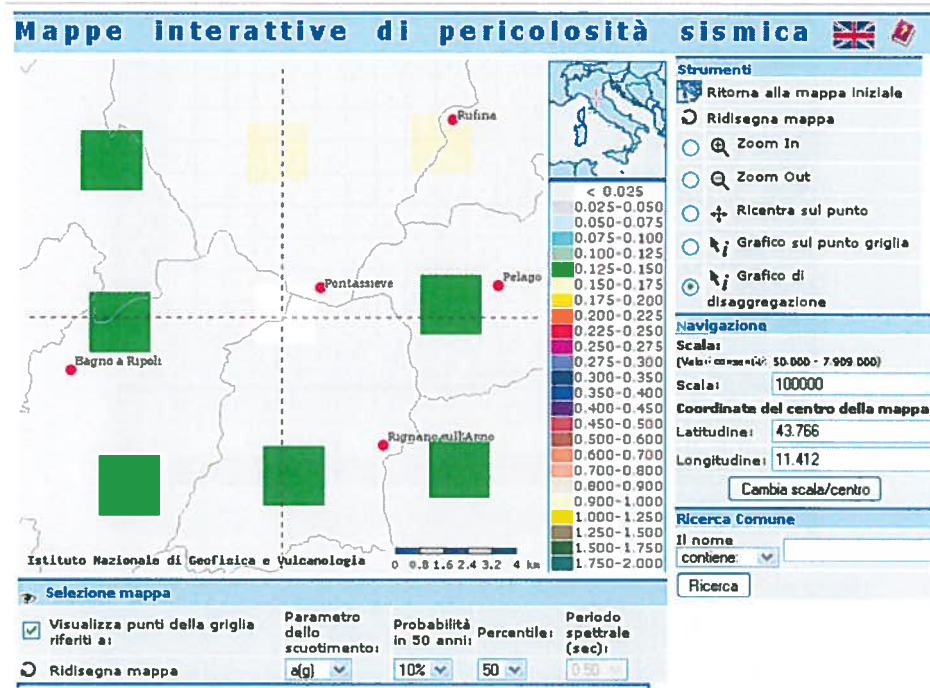 Mappe interattive di pericolosità sismica
Rufina
Pontassieve
Pelago
Bagno a Ripoli
Rignano sull'Arno
Istituto Nazionale di Geofisica e Vulcanologia
0 0.8 1.6 2.4 3.2 4 km
< 0.025
0.025-0.050
0.050-0.075
0.075-0.100
0.100-0.125
0.125-0.150
0.150-0.175
0.175-0.200
0.200-0.225
0.225-0.250
0.250-0.275
0.275-0.300
0.300-0.350
0.350-0.400
0.400-0.450
0.450-0.500
0.500-0.600
0.600-0.700
0.700-0.800
0.800-0.900
0.900-1.000
1.000-1.250
1.250-1.500
1.500-1.750
1.750-2.000
Strumenti
Ritorna alla mappa iniziale
Ridisegna mappa
Zoom In
Zoom Out
Ricentra sul punto
Grafico sul punto griglia
Grafico di
disaggregazione
Navigazione
Scala:
(Valori consentiti: 50.000 - 7.909.000)
Scala: 100000
Coordinate del centro della mappa
Latitudine: 43.766
Longitudine: 11.412
Cambia scala/centro
Ricerca Comune
Il nome
contiene:
Ricerca
Selezione mappa
Visualizza punti della griglia
riferiti a:
Ridisegna mappa
Parametro
dello
scuotimento:
a(g)
Probabilità
in 50 anni:
10%
Percentile:
50
Periodo
spettrale
(sec):
0.50